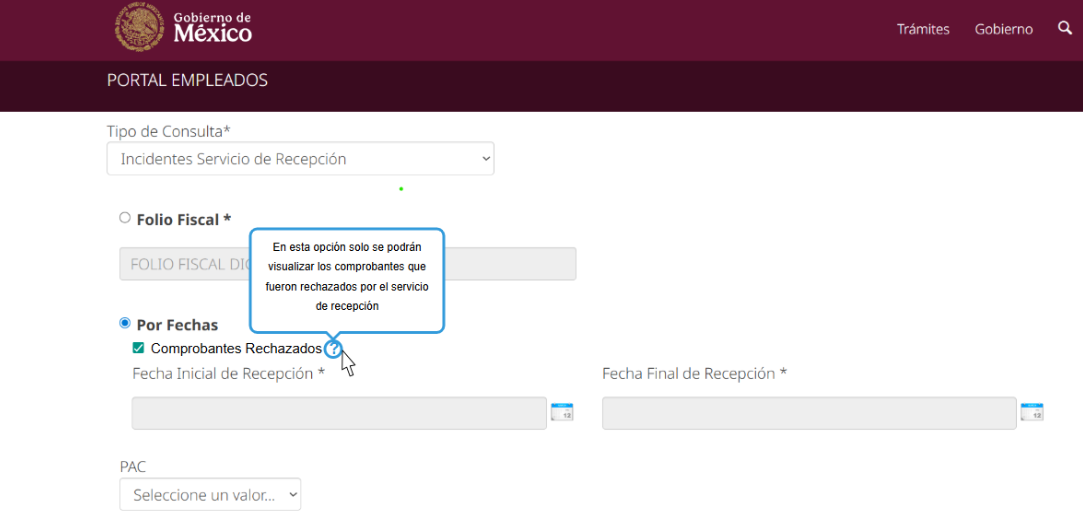 Gobierno de
México
Trámites Gobierno
PORTAL EMPLEADOS
Tipo de Consulta*
Incidentes Servicio de Recepción
Folio Fiscal *
FOLIO FISCAL
En esta opción solo se podrán
visualizar los comprobantes que
fueron rechazados por el servicio
de recepción
Por Fechas
Comprobantes Rechazados ?
Fecha Inicial de Recepción * Fecha Final de Recepción *
PAC
Seleccione un valor...